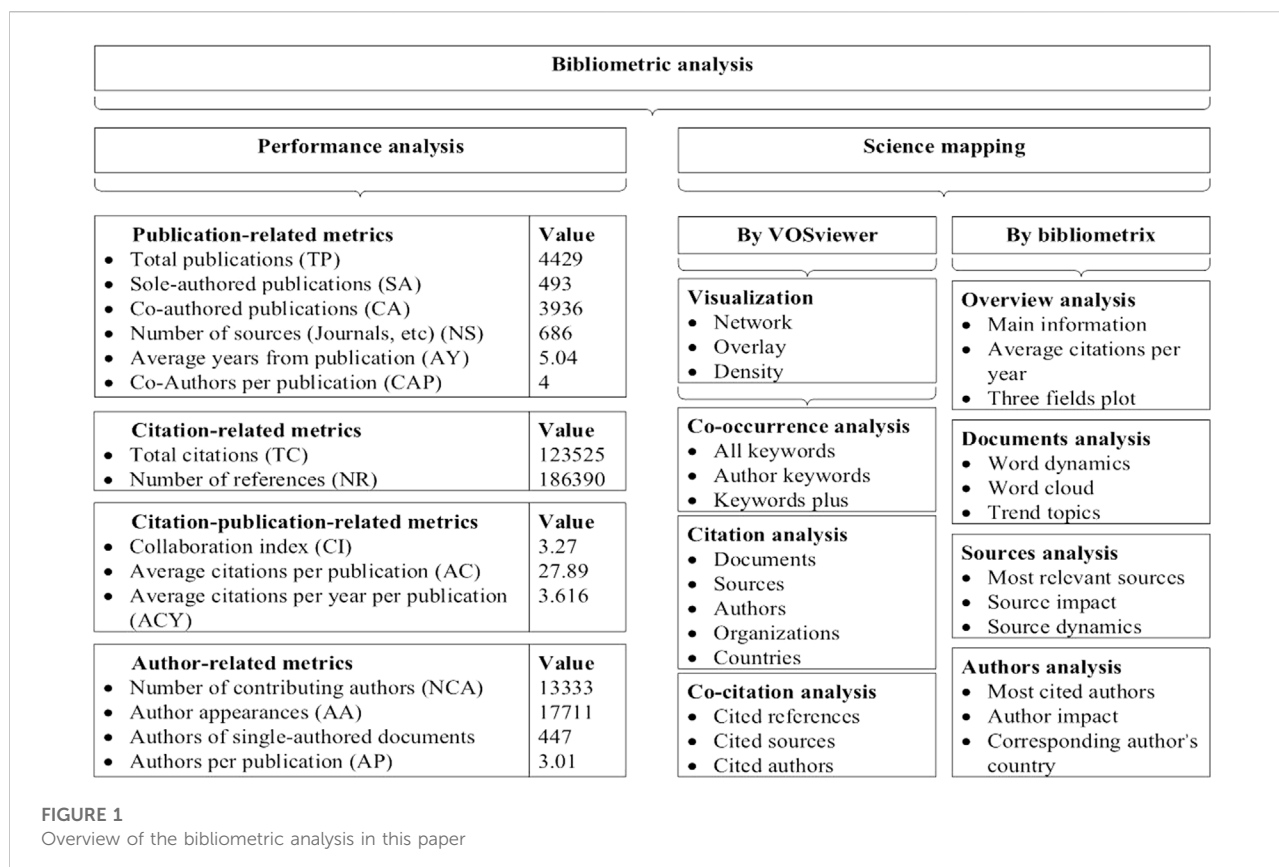 Bibliometric analysis
Performance analysis
Publication-related metrics Value
• Total publications (TP) 4429
• Sole-authored publications (SA) 493
• Co-authored publications (CA) 3936
• Number of sources (Journals, etc) (NS) 686
• Average years from publication (AY) 5.04
• Co-Authors per publication (CAP) 4
Citation-related metrics Value
• Total citations (TC) 123525
• Number of references (NR) 186390
Citation-publication-related metrics Value
• Collaboration index (CI) 3.27
• Average citations per publication (AC) 27.89
• Average citations per year per publication 3.616
(ACY)
Author-related metrics Value
• Number of contributing authors (NCA) 13333
• Author appearances (AA) 17711
• Authors of single-authored documents 447
• Authors per publication (AP) 3.01
Science mapping
By VOSviewer
Visualization
• Network
• Overlay
• Density
Co-occurrence analysis
• All keywords
• Author keywords
• Keywords plus
Citation analysis
• Documents
• Sources
• Authors
• Organizations
• Countries
Co-citation analysis
• Cited references
• Cited sources
• Cited authors
By bibliometrix
Overview analysis
• Main information
• Average citations per
year
• Three fields plot
Documents analysis
• Word dynamics
• Word cloud
• Trend topics
Sources analysis
• Most relevant sources
• Source impact
• Source dynamics
Authors analysis
• Most cited authors
• Author impact
• Corresponding author's
country
FIGURE 1
Overview of the bibliometric analysis in this paper